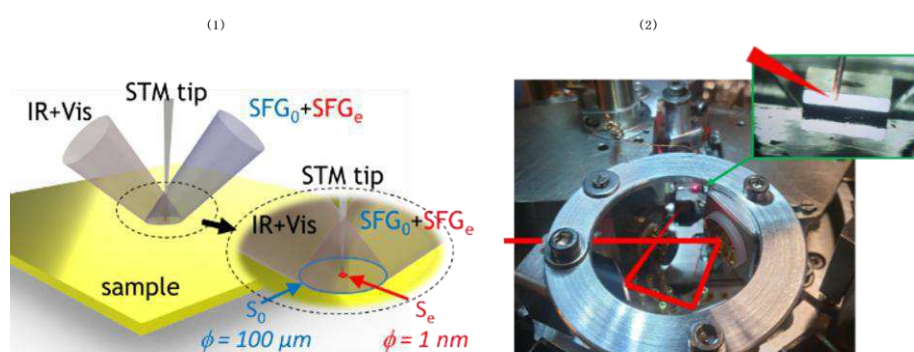 (1)
(2)
STM tip
IR+Vis
SFG₀+SFGₑ
STM tip
IR+Vis
SFG₀+SFGₑ
sample
S₀
Sₑ
ϕ = 100 µm
ϕ = 1 nm